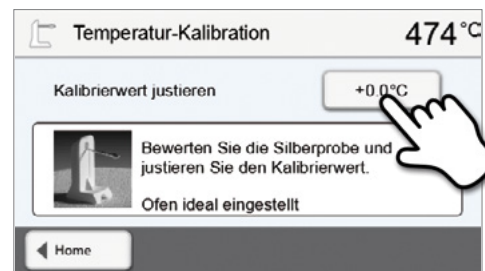 Temperatur-Kalibration 474 °C
Kalibrierwert justieren +0.0°C
Bewerten Sie die Silberprobe und
justieren Sie den Kalibrierwert.
Ofen ideal eingestellt
Home